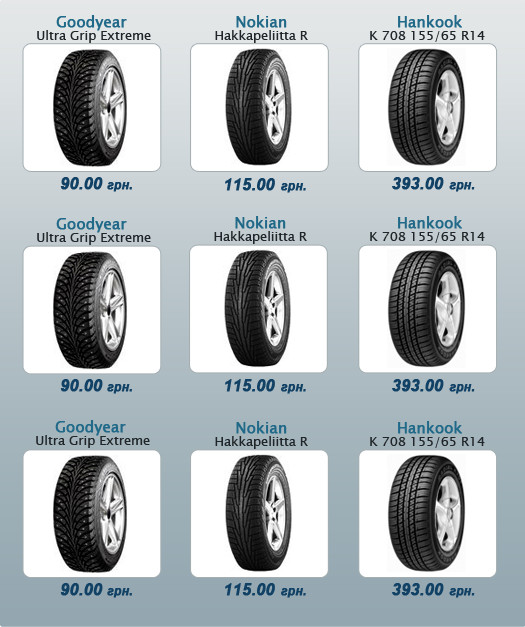 Goodyear
Ultra Grip Extreme
Nokian
Hakkapeliitta R
Hankook
K 708 155/65 R14
90.00 грн.
115.00 грн.
393.00 грн.
Goodyear
Ultra Grip Extreme
Nokian
Hakkapeliitta R
Hankook
K 708 155/65 R14
90.00 грн.
115.00 грн.
393.00 грн.
Goodyear
Ultra Grip Extreme
Nokian
Hakkapeliitta R
Hankook
K 708 155/65 R14
90.00 грн.
115.00 грн.
393.00 грн.